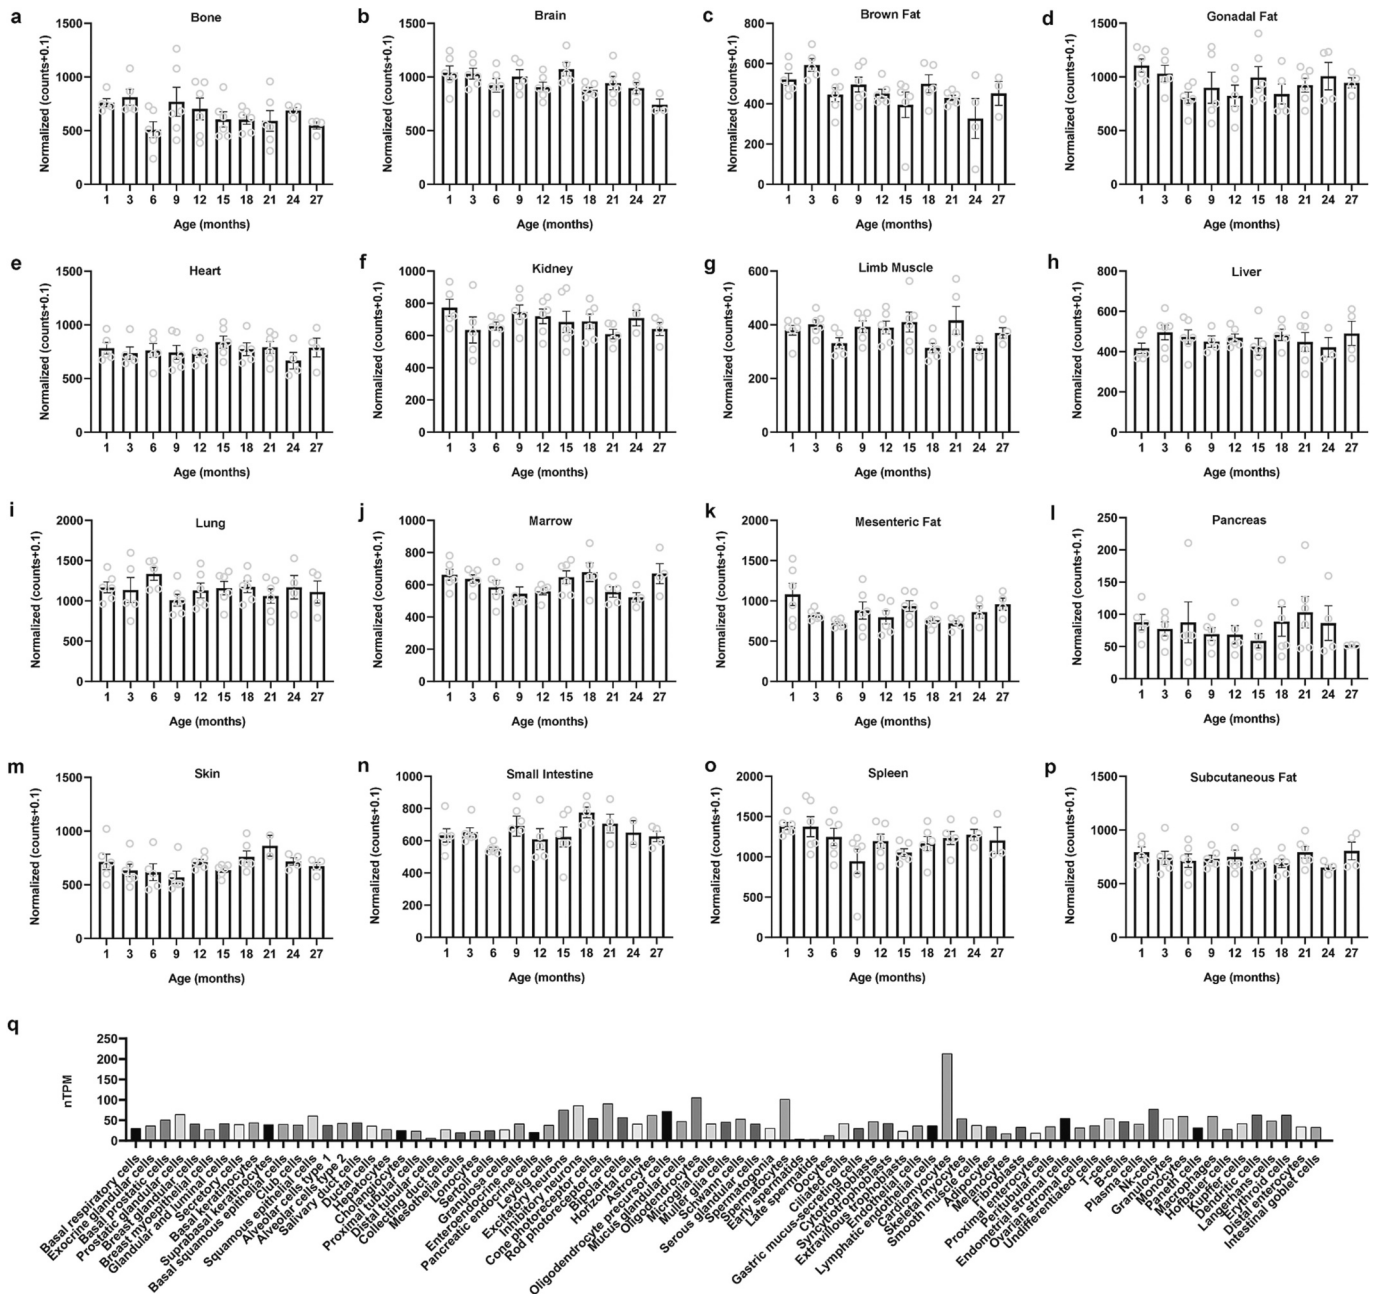 a
Bone
Normalized (counts+0.1)
1500
1000
500
0
1 3 6 9 12 15 18 21 24 27
Age (months)
b
Brain
Normalized (counts+0.1)
1500
1000
500
0
1 3 6 9 12 15 18 21 24 27
Age (months)
c
Brown Fat
Normalized (counts+0.1)
800
600
400
200
0
1 3 6 9 12 15 18 21 24 27
Age (months)
d
Gonadal Fat
Normalized (counts+0.1)
1500
1000
500
0
1 3 6 9 12 15 18 21 24 27
Age (months)
e
Heart
Normalized (counts+0.1)
1500
1000
500
0
1 3 6 9 12 15 18 21 24 27
Age (months)
f
Kidney
Normalized (counts+0.1)
1000
800
600
400
200
0
1 3 6 9 12 15 18 21 24 27
Age (months)
g
Limb Muscle
Normalized (counts+0.1)
600
400
200
0
1 3 6 9 12 15 18 21 24 27
Age (months)
h
Liver
Normalized (counts+0.1)
800
600
400
200
0
1 3 6 9 12 15 18 21 24 27
Age (months)
i
Lung
Normalized (counts+0.1)
2000
1500
1000
500
0
1 3 6 9 12 15 18 21 24 27
Age (months)
j
Marrow
Normalized (counts+0.1)
1000
800
600
400
200
0
1 3 6 9 12 15 18 21 24 27
Age (months)
k
Mesenteric Fat
Normalized (counts+0.1)
2000
1500
1000
500
0
1 3 6 9 12 15 18 21 24 27
Age (months)
l
Pancreas
Normalized (counts+0.1)
250
200
150
100
50
0
1 3 6 9 12 15 18 21 24 27
Age (months)
m
Skin
Normalized (counts+0.1)
1500
1000
500
0
1 3 6 9 12 15 18 21 24 27
Age (months)
n
Small Intestine
Normalized (counts+0.1)
1000
800
600
400
200
0
1 3 6 9 12 15 18 21 24 27
Age (months)
o
Spleen
Normalized (counts+0.1)
2000
1500
1000
500
0
1 3 6 9 12 15 18 21 24 27
Age (months)
p
Subcutaneous Fat
Normalized (counts+0.1)
1500
1000
500
0
1 3 6 9 12 15 18 21 24 27
Age (months)
q
nTPM
250
200
150
100
50
0
Basal respiratory cells
Exocrine glandular cells
Basal prostatic cells
Prostatic glandular cells
Breast myoepithelial cells
Glandular and luminal cells
Secretory cells
Suprabasal keratinocytes
Basal keratinocytes
Basal squamous epithelial cells
Club cells
Squamous epithelial cells
Alveolar cells type 1
Alveolar cells type 2
Salivary duct cells
Ductal cells
Hepatocytes
Cholangiocytes
Proximal tubular cells
Distal tubular cells
Collecting duct cells
Mesothelial cells
Ionocytes
Sertoli cells
Granulosa cells
Enteroendocrine cells
Pancreatic endocrine cells
Leydig cells
Excitatory neurons
Inhibitory neurons
Cone photoreceptor cells
Rod photoreceptor cells
Bipolar cells
Horizontal cells
Astrocytes
Oligodendrocyte precursor cells
Mucus glandular cells
Oligodendrocytes
Microglial cells
Muller glia cells
Schwann cells
Serous glandular cells
Spermatogonia
Spermatocytes
Early spermatids
Late spermatids
Oocytes
Ciliated cells
Gastric mucus-secreting cells
Cytotrophoblasts
Syncytiotrophoblasts
Extravillous trophoblasts
Endothelial cells
Lymphatic endothelial cells
Cardiomyocytes
Skeletal myocytes
Smooth muscle cells
Adipocytes
Melanocytes
Fibroblasts
Proximal enterocytes
Peritubular cells
Endometrial stromal cells
Ovarian stromal cells
Undifferentiated cells
T-cells
B-cells
Plasma cells
NK-cells
Granulocytes
Monocytes
Paneth cells
Macrophages
Kupffer cells
Hofbauer cells
Dendritic cells
Langerhans cells
Erythroid cells
Distal enterocytes
Intestinal goblet cells